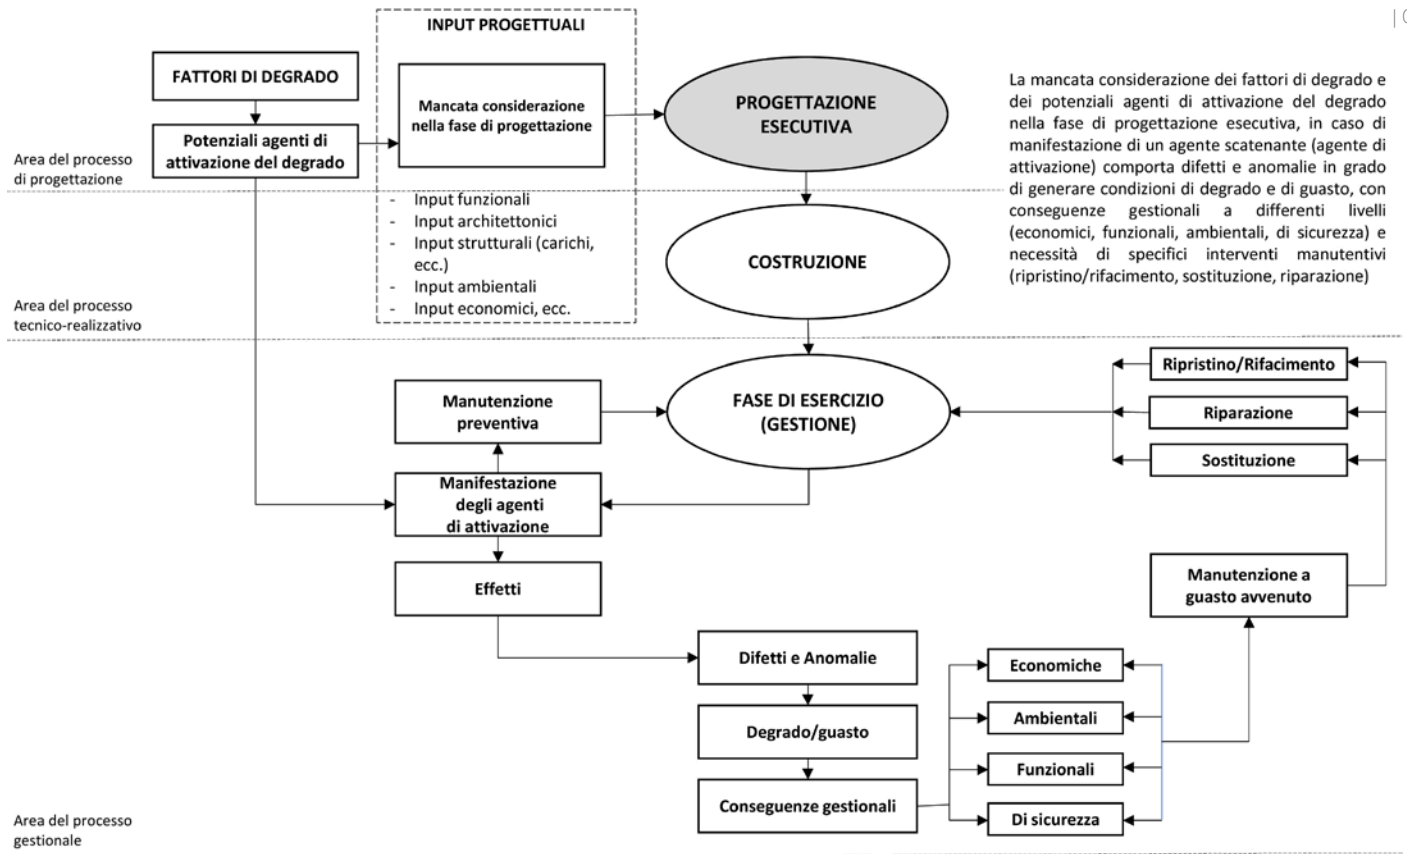 | 0
INPUT PROGETTUALI
FATTORI DI DEGRADO
Potenziali agenti di
attivazione del degrado
Mancata considerazione
nella fase di progettazione
PROGETTAZIONE
ESECUTIVA
La mancata considerazione dei fattori di degrado e
dei potenziali agenti di attivazione del degrado
nella fase di progettazione esecutiva, in caso di
manifestazione di un agente scatenante (agente di
attivazione) comporta difetti e anomalie in grado
di generare condizioni di degrado e di guasto, con
conseguenze gestionali a differenti livelli
(economici, funzionali, ambientali, di sicurezza) e
necessità di specifici interventi manutentivi
(ripristino/rifacimento, sostituzione, riparazione)
Area del processo
di progettazione
- Input funzionali
- Input architettonici
- Input strutturali (carichi,
ecc.)
- Input ambientali
- Input economici, ecc.
COSTRUZIONE
Area del processo
tecnico-realizzativo
Manutenzione
preventiva
FASE DI ESERCIZIO
(GESTIONE)
Ripristino/Rifacimento
Riparazione
Sostituzione
Manifestazione
degli agenti
di attivazione
Effetti
Manutenzione a
guasto avvenuto
Difetti e Anomalie
Degrado/guasto
Conseguenze gestionali
Economiche
Ambientali
Funzionali
Di sicurezza
Area del processo
gestionale